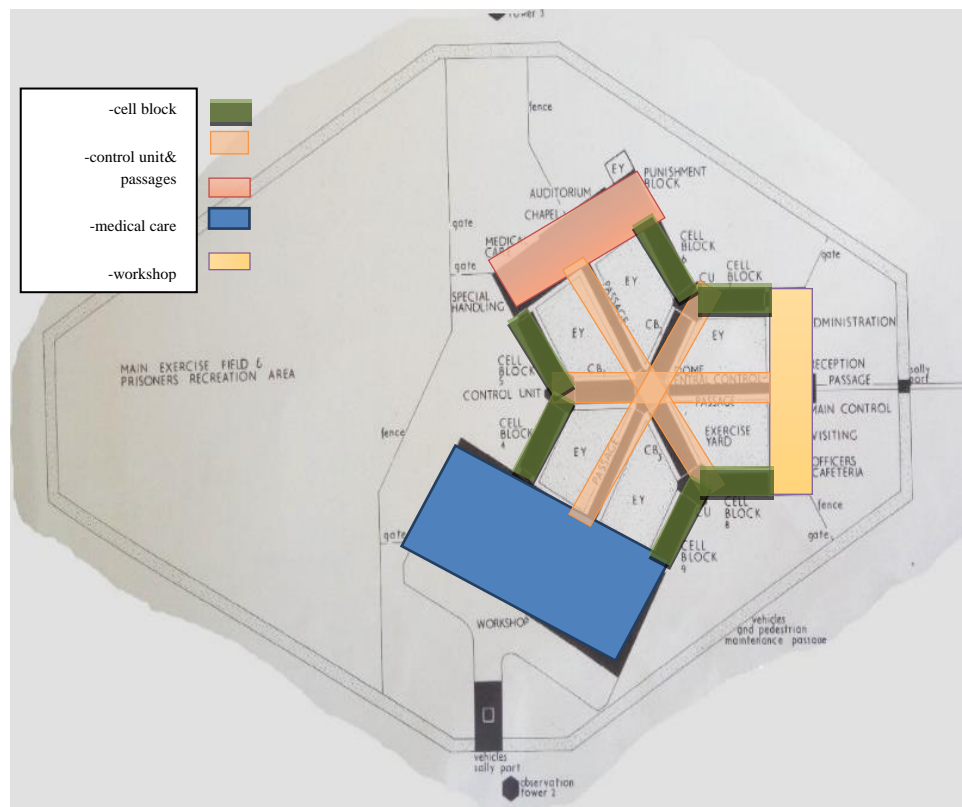 tower 3
-cell block
-control unit&
passages
-medical care
-workshop
fence
EY
PUNISHMENT
BLOCK
AUDITORIUM
CHAPEL
gate
MEDICAL
gate
SPECIAL
HANDLING
CELL
BLOCK
6
CU
CELL
BLOCK
gate
EY
PASSAGE
EY
CB
EY
ADMINISTRATION
MAIN EXERCISE FIELD &
PRISONERS RECREATION AREA
CELL
BLOCK
5
CB
DOME
CENTRAL CONTROL
RECEPTION
PASSAGE
sally
port
CONTROL UNIT
PASSAGE
MAIN CONTROL
CELL
BLOCK
4
fence
EY
PASSAGE
CB3
EXERCISE
YARD
VISITING
OFFICERS
CAFETERIA
EY
CU
CELL
BLOCK
8
fence
gate
gate
CELL
BLOCK
9
WORKSHOP
vehicles
and pedestrian
maintenance passage
vehicles
sally port
observation
tower 2